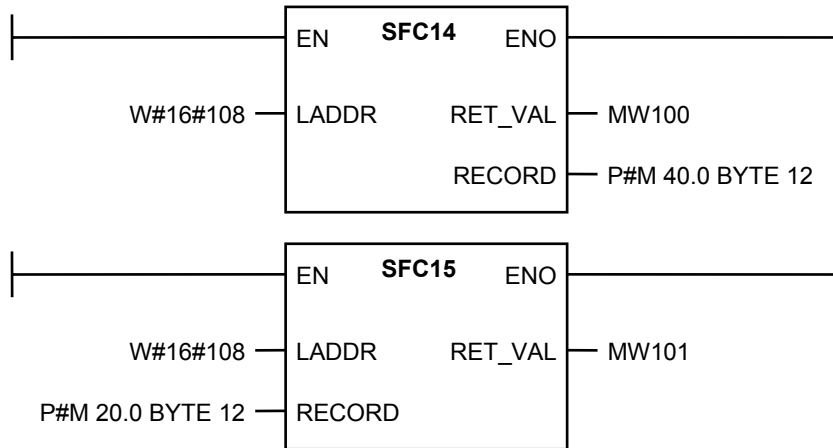 EN SFC14 ENO
W#16#108 LADDR RET_VAL MW100
RECORD P#M 40.0 BYTE 12
EN SFC15 ENO
W#16#108 LADDR RET_VAL MW101
P#M 20.0 BYTE 12 RECORD